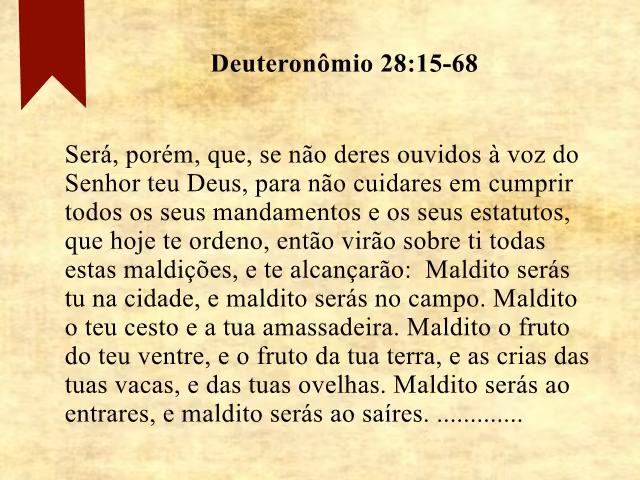 Deuteronômio 28:15-68
Será, porém, que, se não deres ouvidos à voz do
Senhor teu Deus, para não cuidares em cumprir
todos os seus mandamentos e os seus estatutos,
que hoje te ordeno, então virão sobre ti todas
estas maldições, e te alcançarão:  Maldito serás
tu na cidade, e maldito serás no campo. Maldito
o teu cesto e a tua amassadeira. Maldito o fruto
do teu ventre, e o fruto da tua terra, e as crias das
tuas vacas, e das tuas ovelhas. Maldito serás ao
entrares, e maldito serás ao saíres. .............